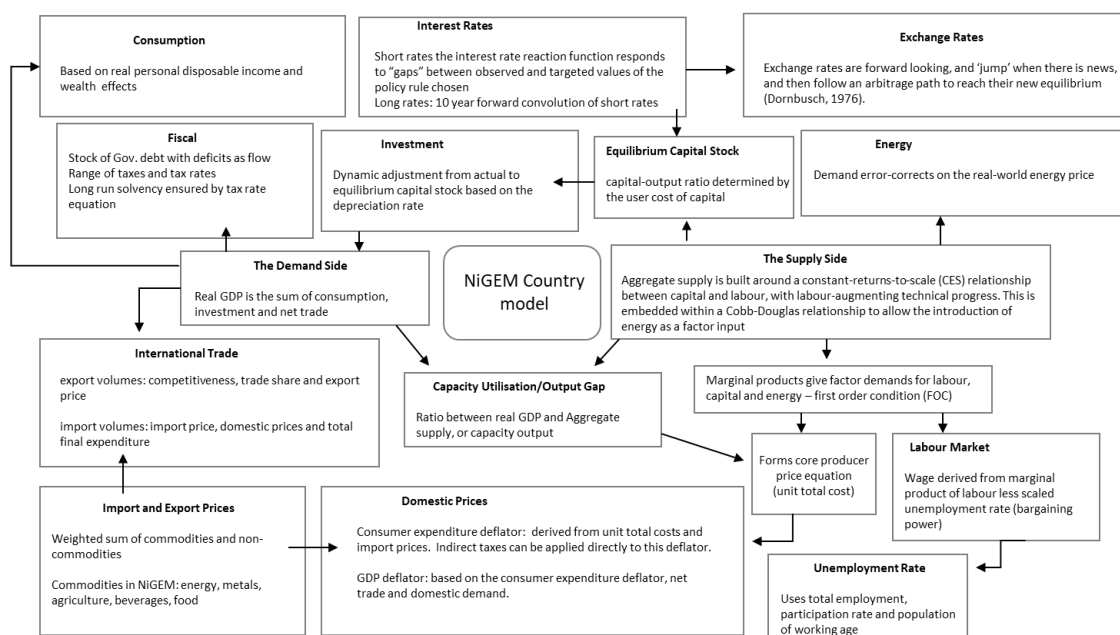 Consumption
Based on real personal disposable income and
wealth effects
Interest Rates
Short rates the interest rate reaction function responds
to “gaps” between observed and targeted values of the
policy rule chosen
Long rates: 10 year forward convolution of short rates
Exchange Rates
Exchange rates are forward looking, and ‘jump’ when there is news,
and then follow an arbitrage path to reach their new equilibrium
(Dornbusch, 1976).
Fiscal
Stock of Gov. debt with deficits as flow
Range of taxes and tax rates
Long run solvency ensured by tax rate
equation
Investment
Dynamic adjustment from actual to
equilibrium capital stock based on the
depreciation rate
Equilibrium Capital Stock
capital-output ratio determined by
the user cost of capital
Energy
Demand error-corrects on the real-world energy price
The Demand Side
Real GDP is the sum of consumption,
investment and net trade
NiGEM Country
model
The Supply Side
Aggregate supply is built around a constant-returns-to-scale (CES) relationship
between capital and labour, with labour-augmenting technical progress. This is
embedded within a Cobb-Douglas relationship to allow the introduction of
energy as a factor input
International Trade
export volumes: competitiveness, trade share and export
price
import volumes: import price, domestic prices and total
final expenditure
Capacity Utilisation/Output Gap
Ratio between real GDP and Aggregate
supply, or capacity output
Marginal products give factor demands for labour,
capital and energy – first order condition (FOC)
Forms core producer
price equation
(unit total cost)
Labour Market
Wage derived from marginal
product of labour less scaled
unemployment rate (bargaining
power)
Import and Export Prices
Weighted sum of commodities and non-
commodities
Commodities in NiGEM: energy, metals,
agriculture, beverages, food
Domestic Prices
Consumer expenditure deflator: derived from unit total costs and
import prices. Indirect taxes can be applied directly to this deflator.
GDP deflator: based on the consumer expenditure deflator, net
trade and domestic demand.
Unemployment Rate
Uses total employment,
participation rate and population
of working age